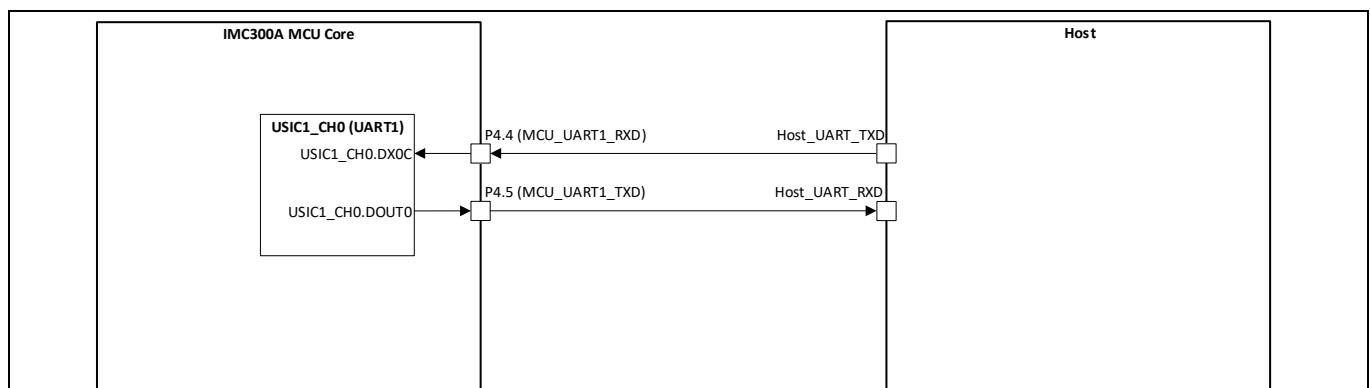 IMC300A MCU Core
Host
USIC1_CH0 (UART1)
P4.4 (MCU_UART1_RXD)
Host_UART_TXD
USIC1_CH0.DX0C
P4.5 (MCU_UART1_TXD)
Host_UART_RXD
USIC1_CH0.DOUT0